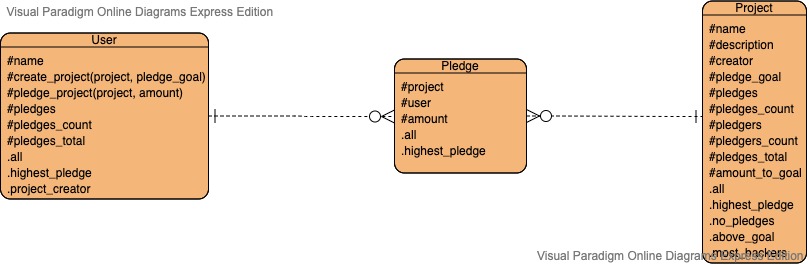 Visual Paradigm Online Diagrams Express Edition
User
#name
#create_project(project, pledge_goal)
#pledge_project(project, amount)
#pledges
#pledges_count
#pledges_total
.all
.highest_pledge
.project_creator
Pledge
#project
#user
#amount
.all
.highest_pledge
Project
#name
#description
#creator
#pledge_goal
#pledges
#pledges_count
#pledgers
#pledgers_count
#pledges_total
#amount_to_goal
.all
.highest_pledge
.no_pledges
.above_goal
.most_backers
Visual Paradigm Online Diagrams Express Edition